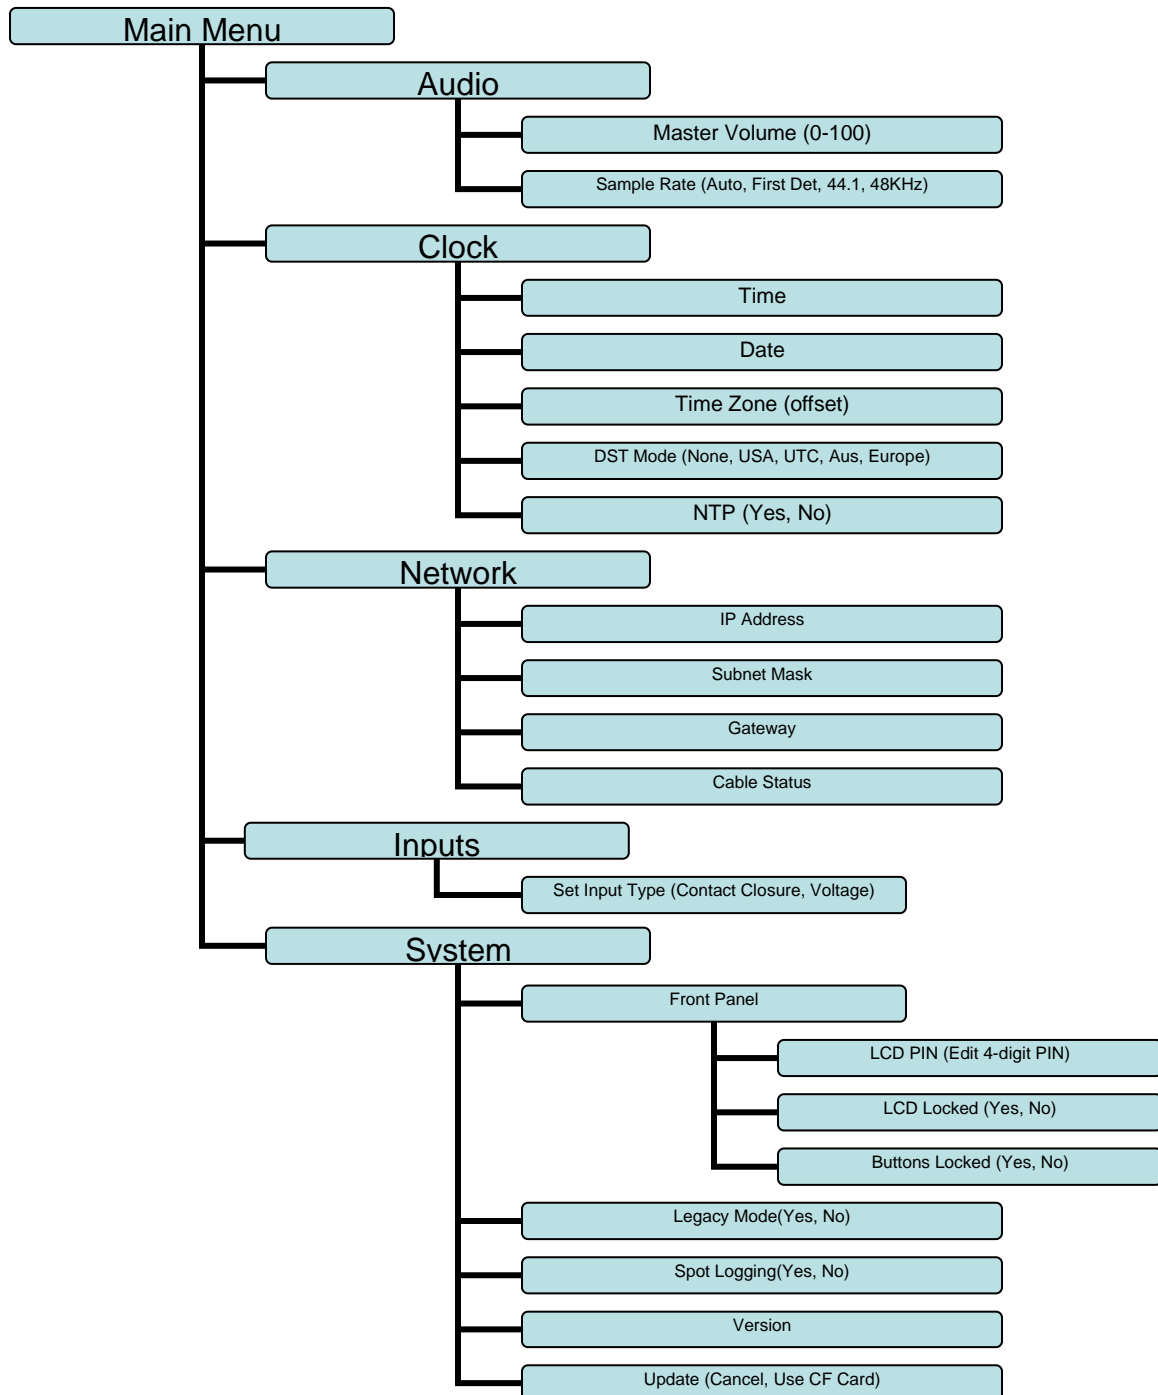 Main Menu
Audio
Master Volume (0-100)
Sample Rate (Auto, First Det, 44.1, 48KHz)
Clock
Time
Date
Time Zone (offset)
DST Mode (None, USA, UTC, Aus, Europe)
NTP (Yes, No)
Network
IP Address
Subnet Mask
Gateway
Cable Status
Inputs
Set Input Type (Contact Closure, Voltage)
System
Front Panel
LCD PIN (Edit 4-digit PIN)
LCD Locked (Yes, No)
Buttons Locked (Yes, No)
Legacy Mode(Yes, No)
Spot Logging(Yes, No)
Version
Update (Cancel, Use CF Card)